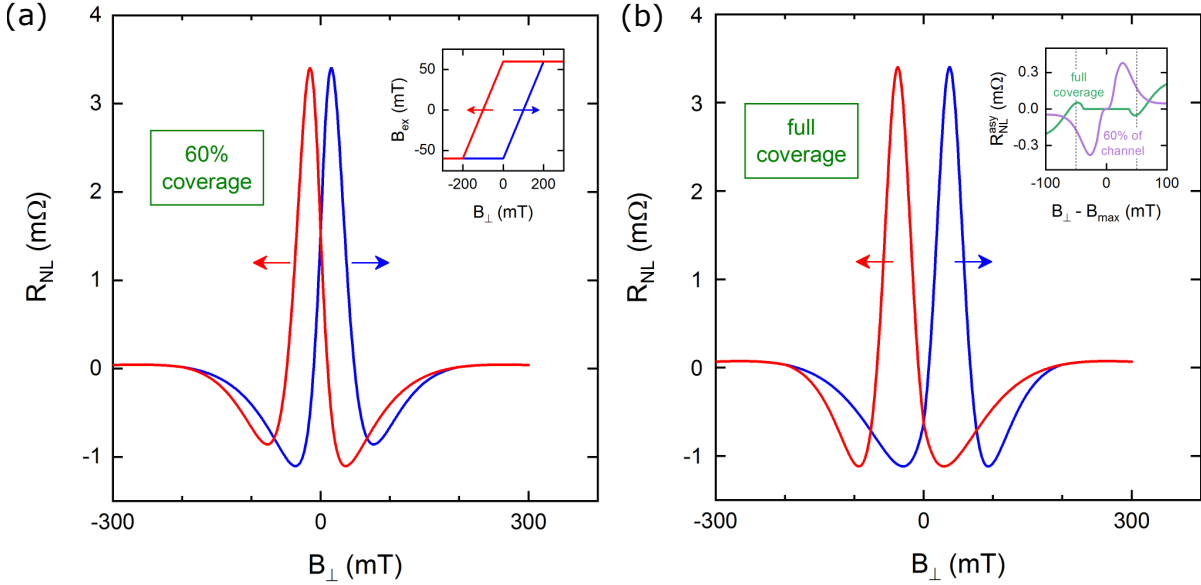 (a)
4
3
2
1
0
-1
R_NL (mΩ)
-300
0
300
B_⊥ (mT)
60%
coverage
50
0
-50
B_ex (mT)
-200
0
200
B_⊥ (mT)
(b)
4
3
2
1
0
-1
R_NL (mΩ)
-300
0
300
B_⊥ (mT)
full
coverage
0.3
0.0
-0.3
R_NL^asy (mΩ)
full
coverage
60% of
channel
-100
0
100
B_⊥ - B_max (mT)